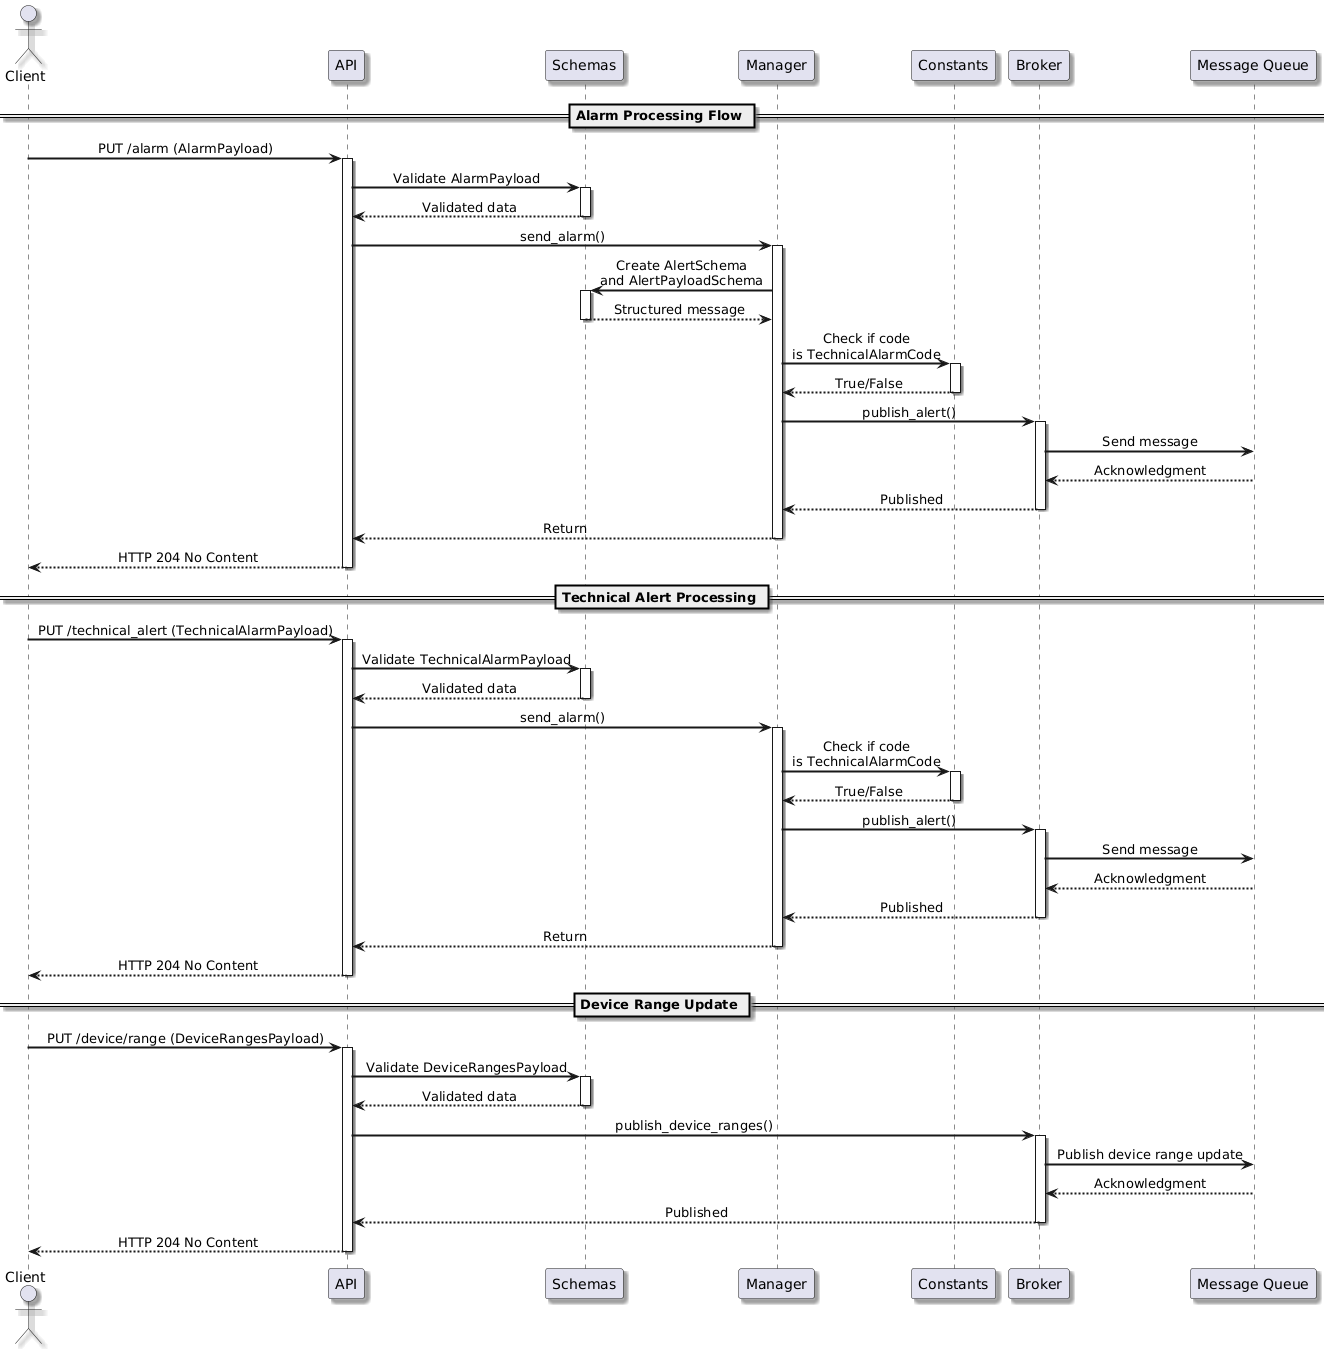 Client
API
Schemas
Manager
Constants
Broker
Message Queue
Alarm Processing Flow
PUT /alarm (AlarmPayload)
Validate AlarmPayload
Validated data
send_alarm()
Create AlertSchema
and AlertPayloadSchema
Structured message
Check if code
is TechnicalAlarmCode
True/False
publish_alert()
Send message
Acknowledgment
Published
Return
HTTP 204 No Content
Technical Alert Processing
PUT /technical_alert (TechnicalAlarmPayload)
Validate TechnicalAlarmPayload
Validated data
send_alarm()
Check if code
is TechnicalAlarmCode
True/False
publish_alert()
Send message
Acknowledgment
Published
Return
HTTP 204 No Content
Device Range Update
PUT /device/range (DeviceRangesPayload)
Validate DeviceRangesPayload
Validated data
publish_device_ranges()
Publish device range update
Acknowledgment
Published
HTTP 204 No Content
Client
API
Schemas
Manager
Constants
Broker
Message Queue